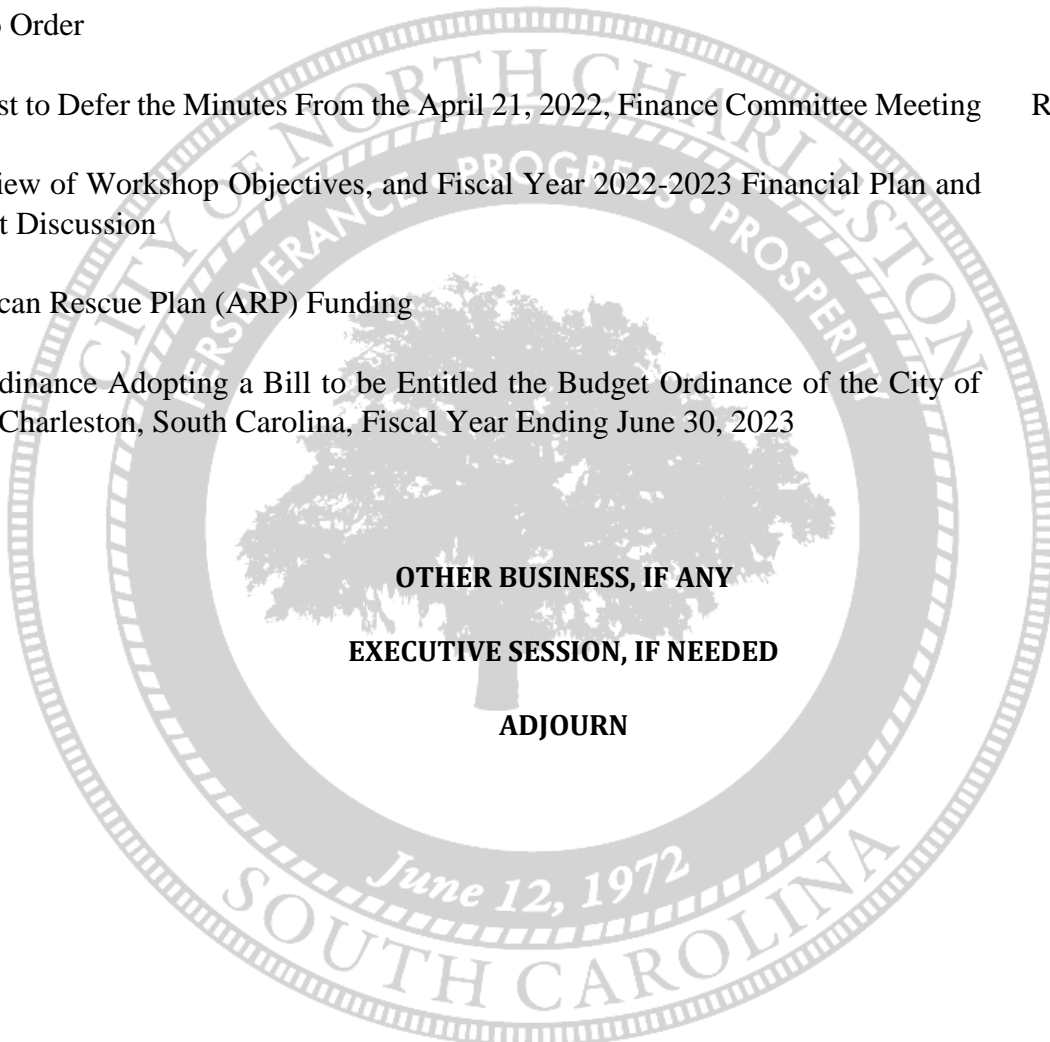 o Order
st to Defer the Minutes From the April 21, 2022, Finance Committee Meeting R
iew of Workshop Objectives, and Fiscal Year 2022-2023 Financial Plan and
t Discussion
can Rescue Plan (ARP) Funding
dinance Adopting a Bill to be Entitled the Budget Ordinance of the City of
Charleston, South Carolina, Fiscal Year Ending June 30, 2023
OTHER BUSINESS, IF ANY
EXECUTIVE SESSION, IF NEEDED
ADJOURN
CITY OF NORTH CHARLESTON
PERSEVERANCE • PROGRESS • PROSPERITY
June 12, 1972
SOUTH CAROLINA